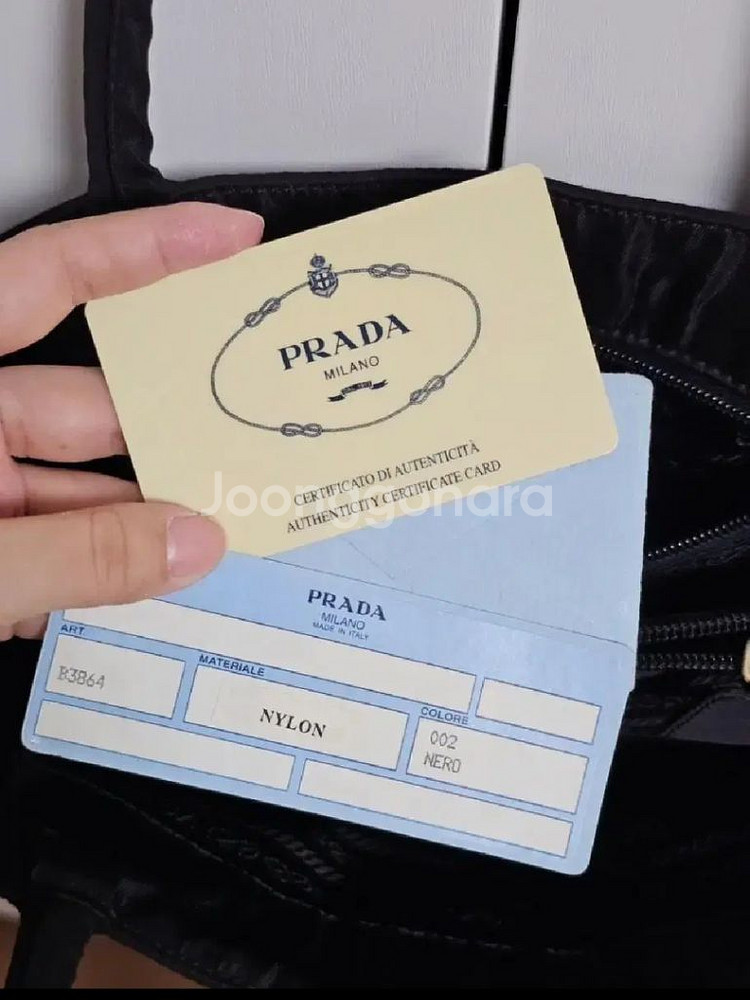 PRADA
MILANO
CERTIFICATO DI AUTENTICITÀ
AUTHENTICITY CERTIFICATE CARD
Joonggonara
PRADA
MILANO
MADE IN ITALY
ART.
B3864
MATERIALE
NYLON
COLORE
002
NERO